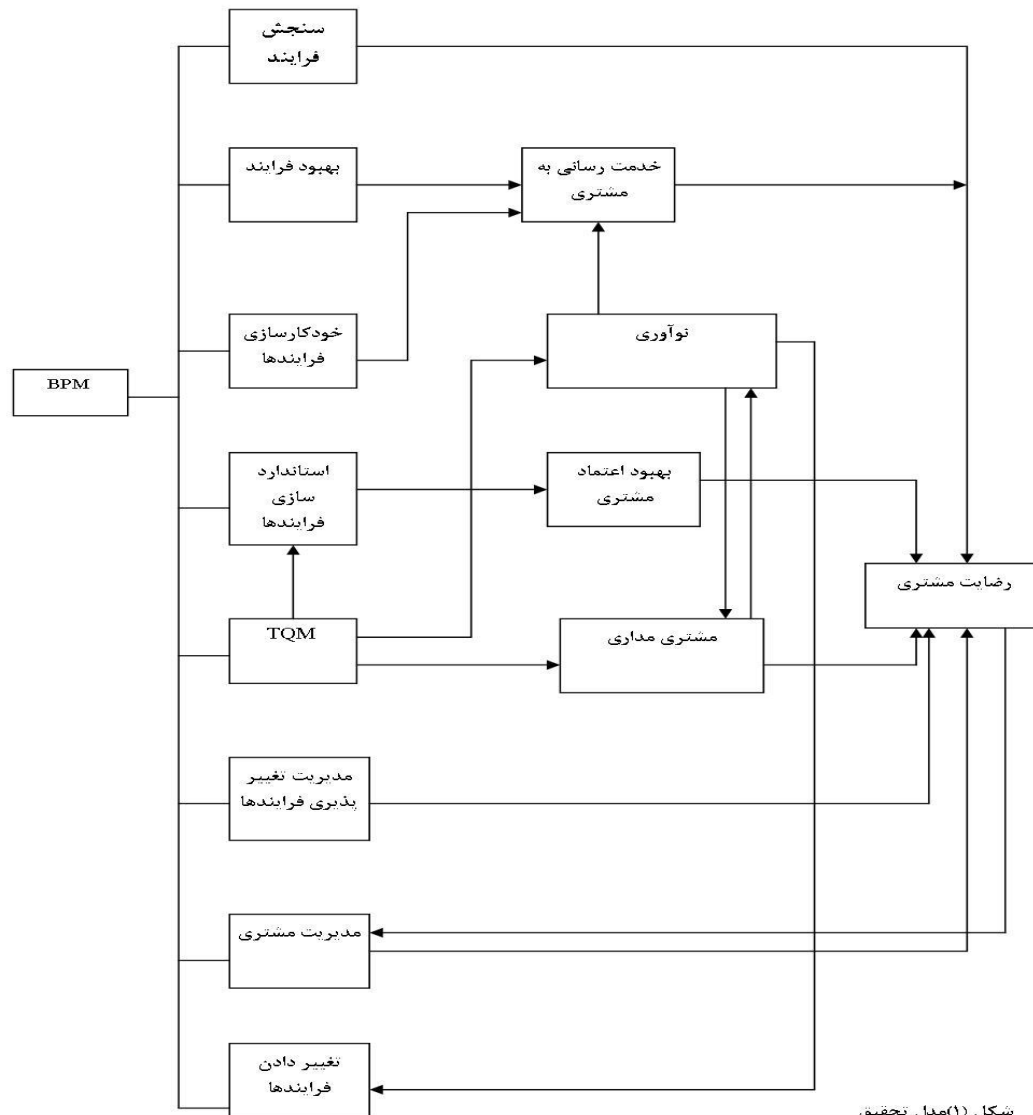 سنجش
فرایند
بهبود فرایند
خدمت رسانی به
مشتری
خودکارسازی
فرایندها
نوآوری
BPM
استاندارد
سازی
فرایندها
بهبود اعتماد
مشتری
رضایت مشتری
TQM
مشتری مداری
مدیریت تغییر
پذیری فرایندها
مدیریت مشتری
تغییر دادن
فرایندها
شکل (۱)مدل تحقیق